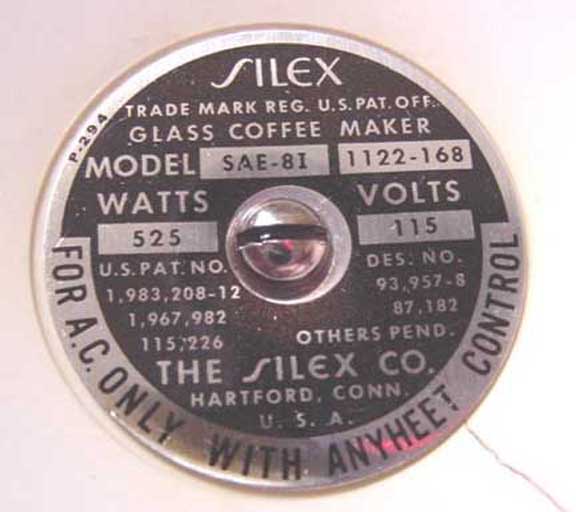 SILEX
TRADE MARK REG. U.S. PAT. OFF.
GLASS COFFEE MAKER
P-294
MODEL SAE-8I 1122-168
WATTS VOLTS
525 115
U.S. PAT. NO. DES. NO.
1,983,208-12 93,957-8
1,967,982 87,182
115,226 OTHERS PEND.
THE SILEX CO.
HARTFORD, CONN.
U. S. A.
FOR A.C. ONLY WITH ANYHEET CONTROL